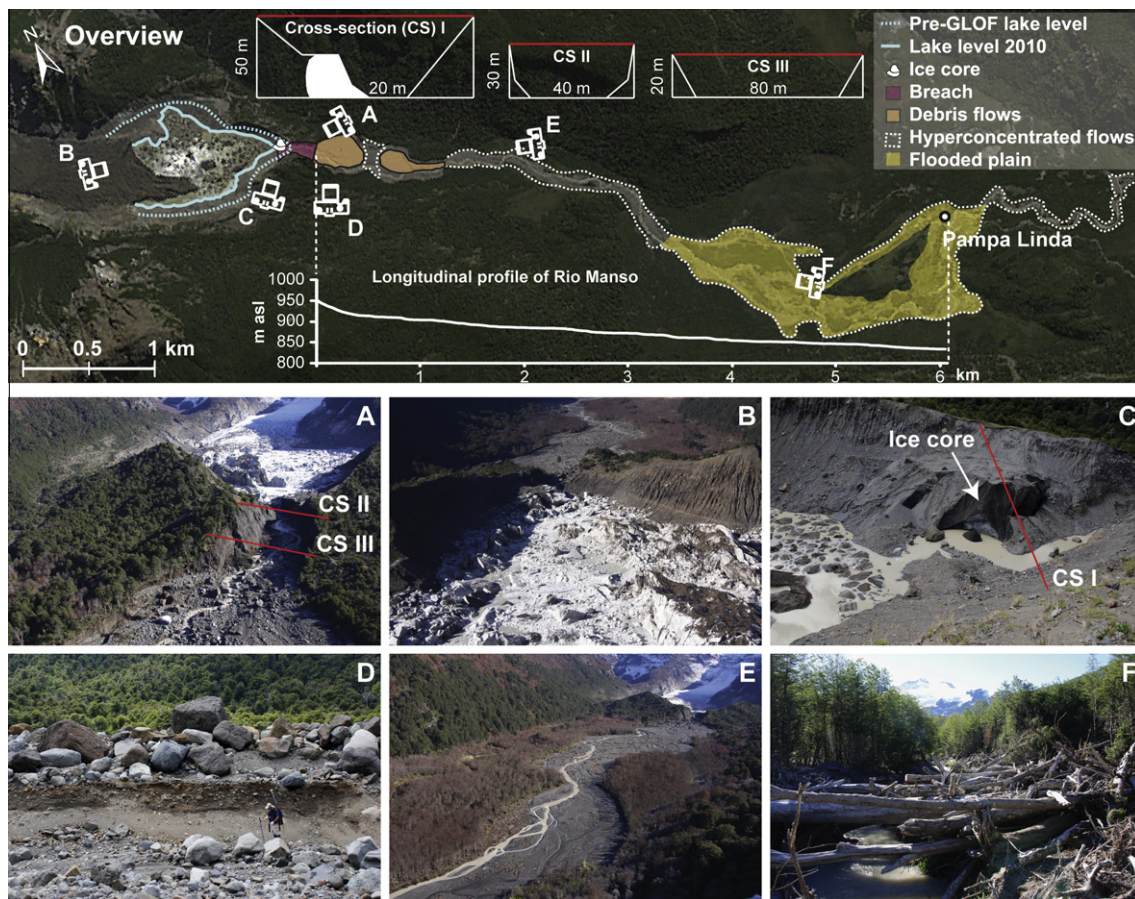 Overview
N
Cross-section (CS) I
50 m
20 m
CS II
30 m
40 m
CS III
20 m
80 m
Pre-GLOF lake level
Lake level 2010
Ice core
Breach
Debris flows
Hyperconcentrated flows
Flooded plain
A
B
C
D
E
F
Pampa Linda
Longitudinal profile of Rio Manso
m asl
1000
950
900
850
800
1
2
3
4
5
6
km
0
0.5
1 km
A
CS II
CS III
B
C
Ice core
CS I
D
E
F